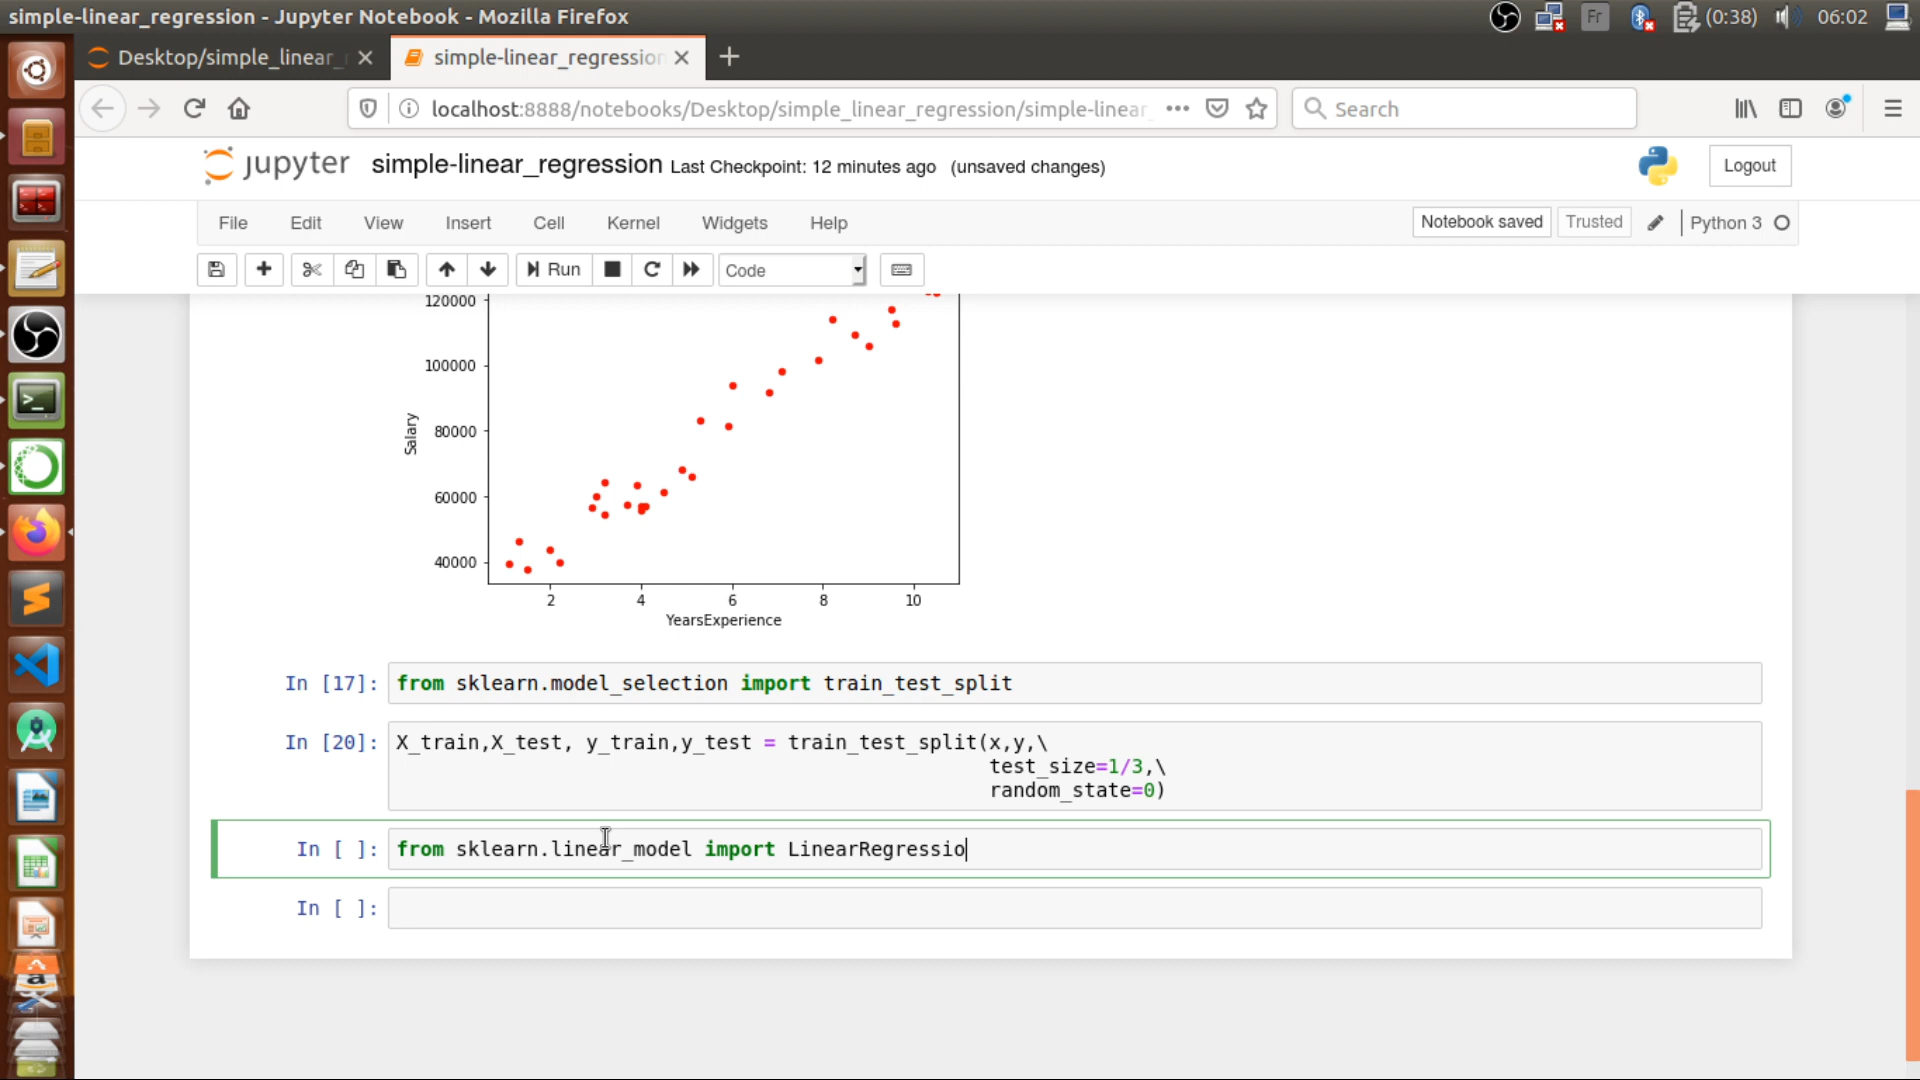 simple-linear_regression - Jupyter Notebook - Mozilla Firefox
Fr
(0:38)
06:02
Desktop/simple_linear_
simple-linear_regression
localhost:8888/notebooks/Desktop/simple_linear_regression/simple-linear
Search
jupyter
simple-linear_regression Last Checkpoint: 12 minutes ago (unsaved changes)
Logout
File Edit View Insert Cell Kernel Widgets Help
Notebook saved Trusted Python 3
Run
Code
120000
100000
80000
60000
40000
Salary
2 4 6 8 10
YearsExperience
In [17]: from sklearn.model_selection import train_test_split
In [20]: X_train,X_test, y_train,y_test = train_test_split(x,y,\
test_size=1/3,\
random_state=0)
In [ ]: from sklearn.linear_model import LinearRegressio
In [ ]: